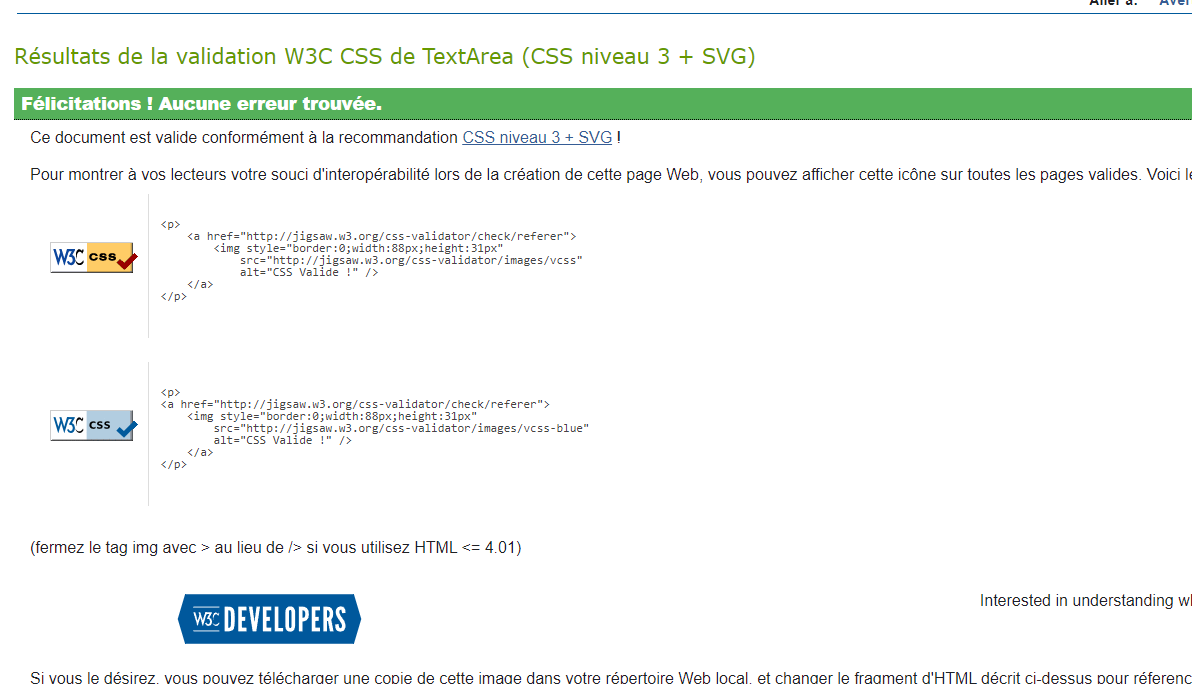 Aller à:
Résultats de la validation W3C CSS de TextArea (CSS niveau 3 + SVG)
Félicitations ! Aucune erreur trouvée.
Ce document est valide conformément à la recommandation CSS niveau 3 + SVG !
Pour montrer à vos lecteurs votre souci d'interopérabilité lors de la création de cette page Web, vous pouvez afficher cette icône sur toutes les pages valides. Voici
W3C css
<p>
<a href="http://jigsaw.w3.org/css-validator/check/referer">
<img style="border:0;width:88px;height:31px"
src="http://jigsaw.w3.org/css-validator/images/vcss"
alt="CSS Valide !" />
</a>
</p>
W3C css
<p>
<a href="http://jigsaw.w3.org/css-validator/check/referer">
<img style="border:0;width:88px;height:31px"
src="http://jigsaw.w3.org/css-validator/images/vcss-blue"
alt="CSS Valide !" />
</a>
</p>
(fermez le tag img avec > au lieu de /> si vous utilisez HTML <= 4.01)
W3C DEVELOPERS
Interested in understanding
Si vous le désirez, vous pouvez télécharger une copie de cette image dans votre répertoire Web local, et changer le fragment d'HTML décrit ci-dessus pour